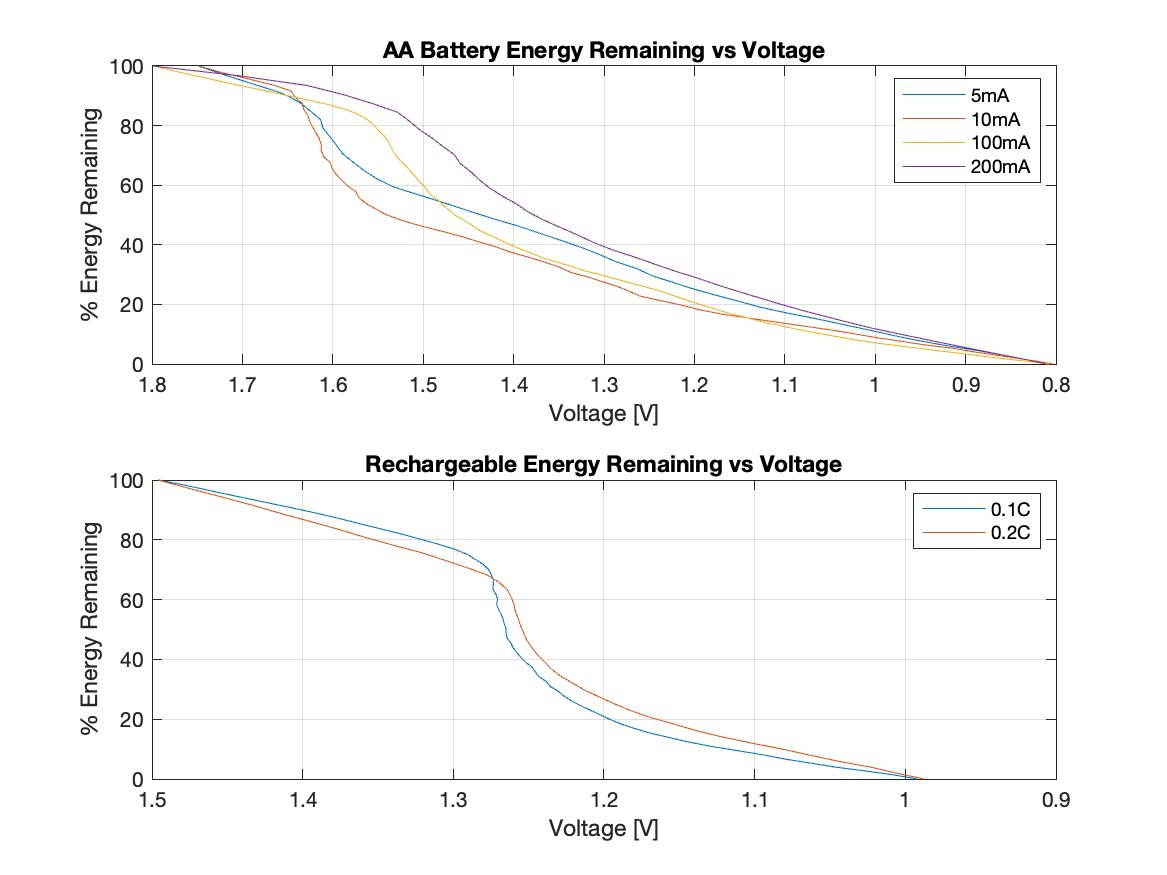 AA Battery Energy Remaining vs Voltage
% Energy Remaining
100
80
60
40
20
0
5mA
10mA
100mA
200mA
1.8 1.7 1.6 1.5 1.4 1.3 1.2 1.1 1 0.9 0.8
Voltage [V]
Rechargeable Energy Remaining vs Voltage
% Energy Remaining
100
80
60
40
20
0
0.1C
0.2C
1.5 1.4 1.3 1.2 1.1 1 0.9
Voltage [V]